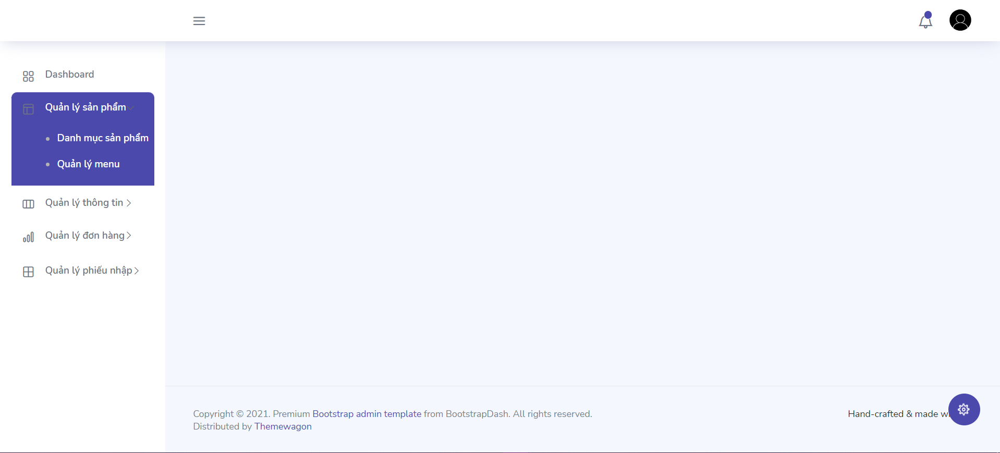 Dashboard
Quản lý sản phẩm
Danh mục sản phẩm
Quản lý menu
Quản lý thông tin
Quản lý đơn hàng
Quản lý phiếu nhập
Copyright © 2021. Premium Bootstrap admin template from BootstrapDash. All rights reserved.
Distributed by Themewagon
Hand-crafted & made